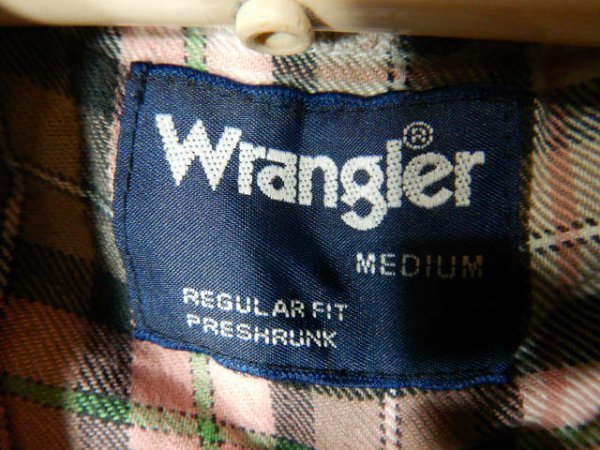 Wrangler®
MEDIUM
REGULAR FIT
PRESHRUNK